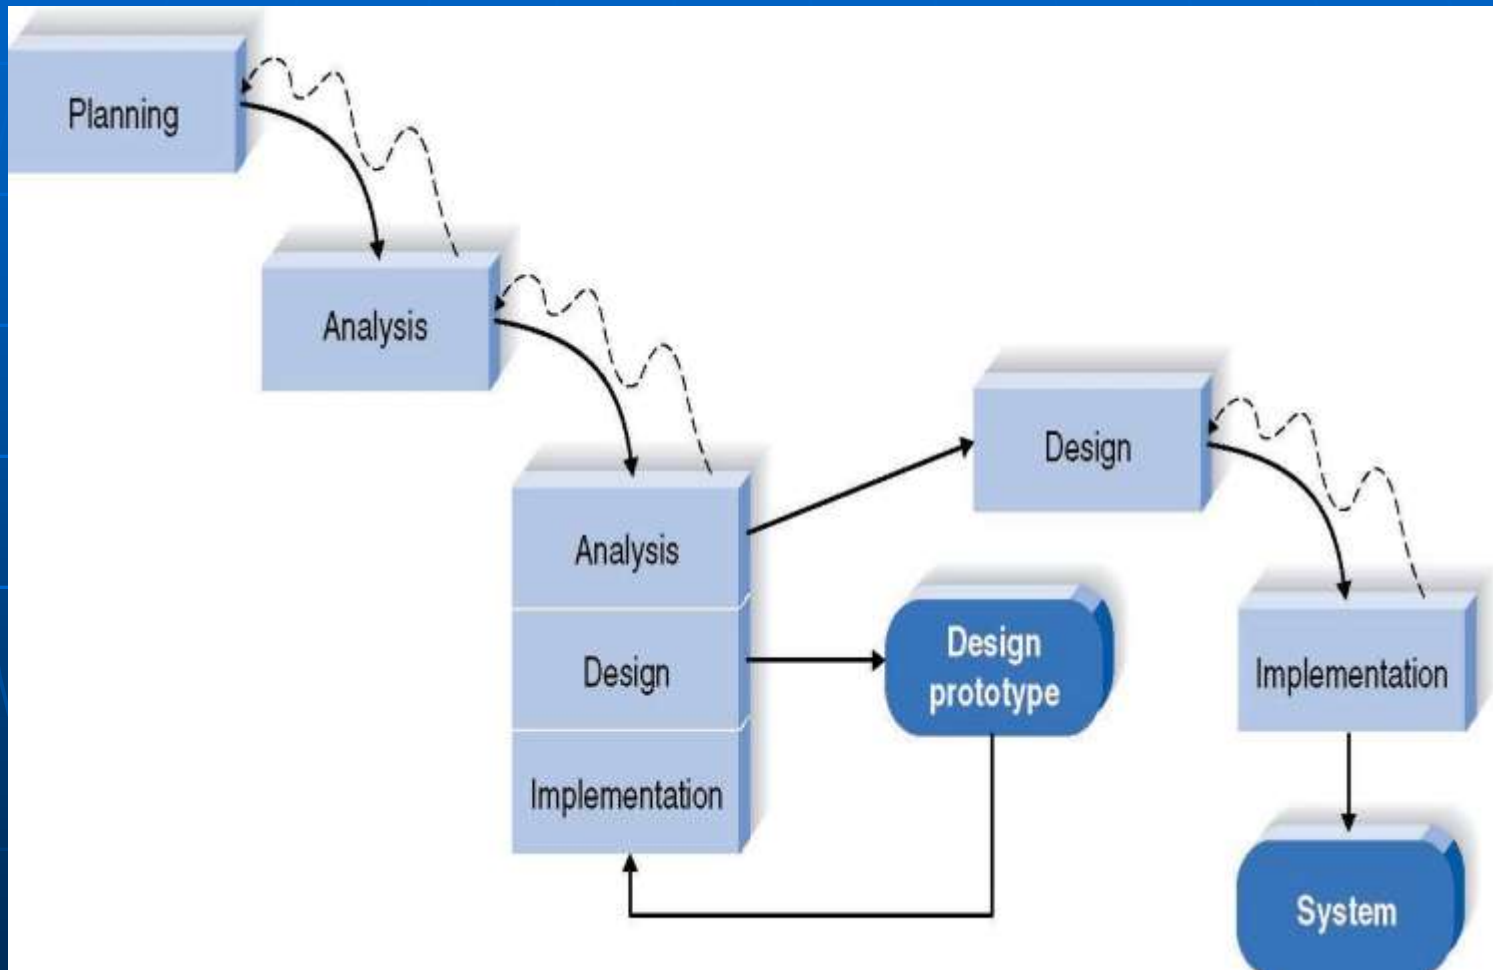 Planning
Analysis
Analysis
Design
Implementation
Design
prototype
Design
Implementation
System